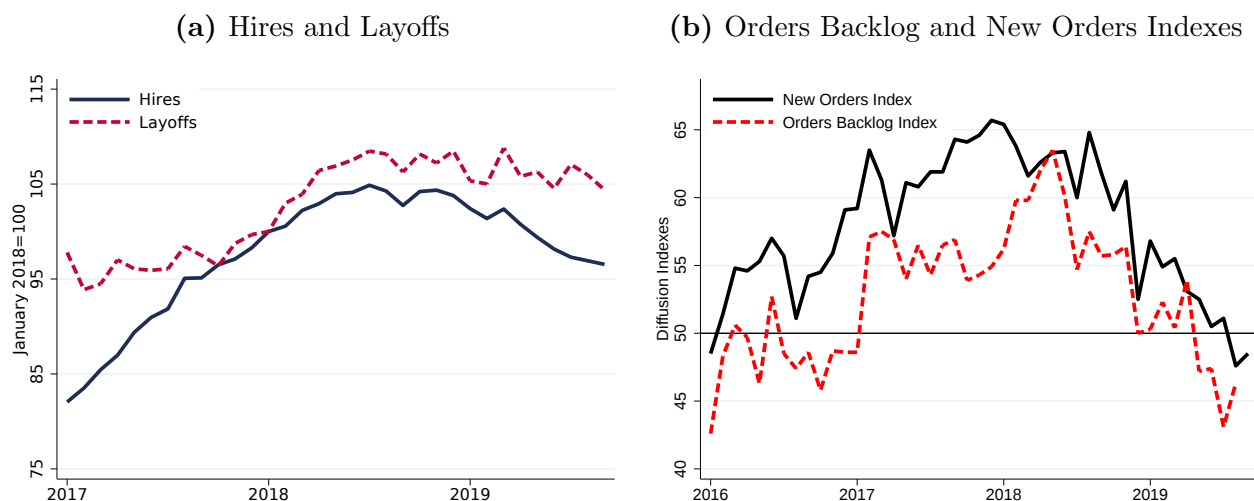 (a) Hires and Layoffs
January 2018=100
115
105
95
85
75
Hires
Layoffs
2017
2018
2019
(b) Orders Backlog and New Orders Indexes
Diffusion Indexes
65
60
55
50
45
40
New Orders Index
Orders Backlog Index
2016
2017
2018
2019